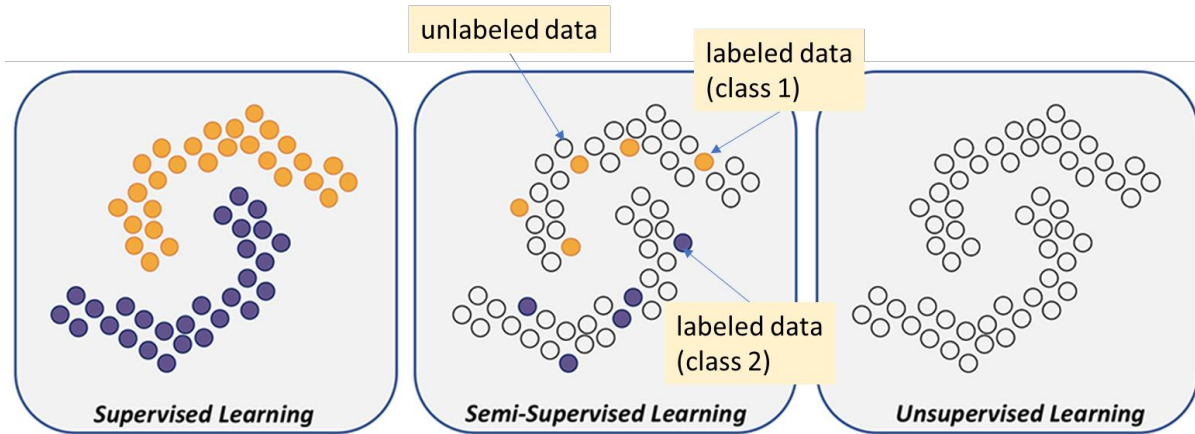 unlabeled data
labeled data
(class 1)
labeled data
(class 2)
Supervised Learning
Semi-Supervised Learning
Unsupervised Learning